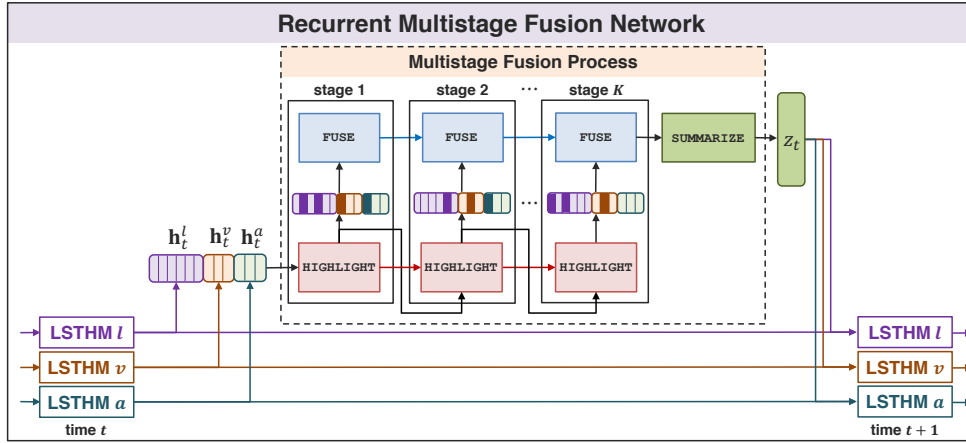 Recurrent Multistage Fusion Network
Multistage Fusion Process
stage 1
stage 2
...
stage K
FUSE
FUSE
FUSE
SUMMARIZE
z_t
...
h_t^l
h_t^v
h_t^a
HIGHLIGHT
HIGHLIGHT
HIGHLIGHT
LSTHM l
LSTHM l
LSTHM v
LSTHM v
LSTHM a
LSTHM a
time t
time t + 1